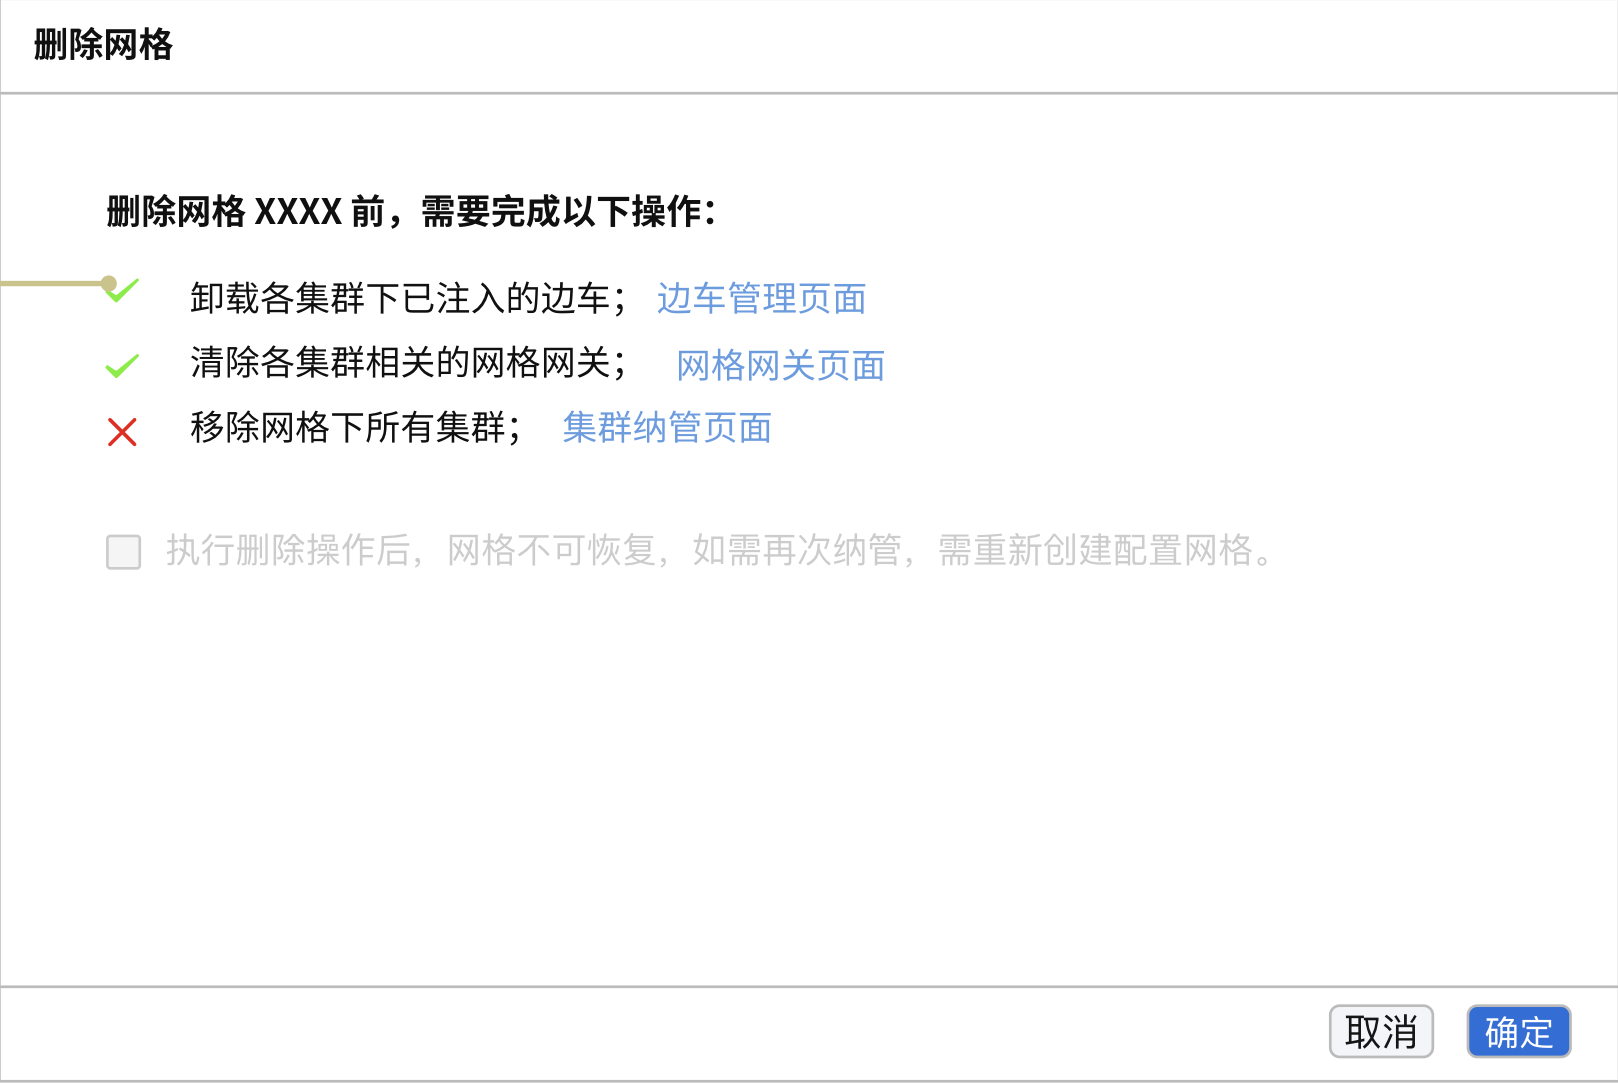 删除网格
删除网格 XXXX 前，需要完成以下操作：
卸载各集群下已注入的边车； 边车管理页面
清除各集群相关的网格网关； 网格网关页面
移除网格下所有集群； 集群纳管页面
执行删除操作后，网格不可恢复，如需再次纳管，需重新创建配置网格。
取消 确定